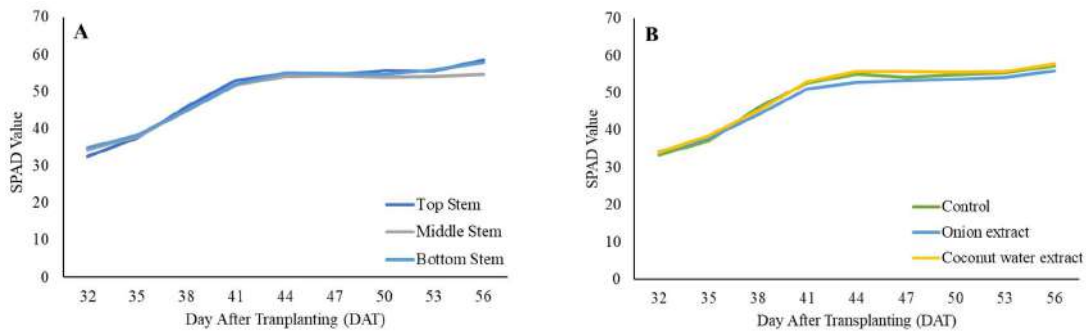 A
SPAD Value
70
60
50
40
30
20
10
0
32 35 38 41 44 47 50 53 56
Day After Tranplanting (DAT)
Top Stem
Middle Stem
Bottom Stem
B
SPAD Value
70
60
50
40
30
20
10
0
32 35 38 41 44 47 50 53 56
Day After Transplanting (DAT)
Control
Onion extract
Coconut water extract